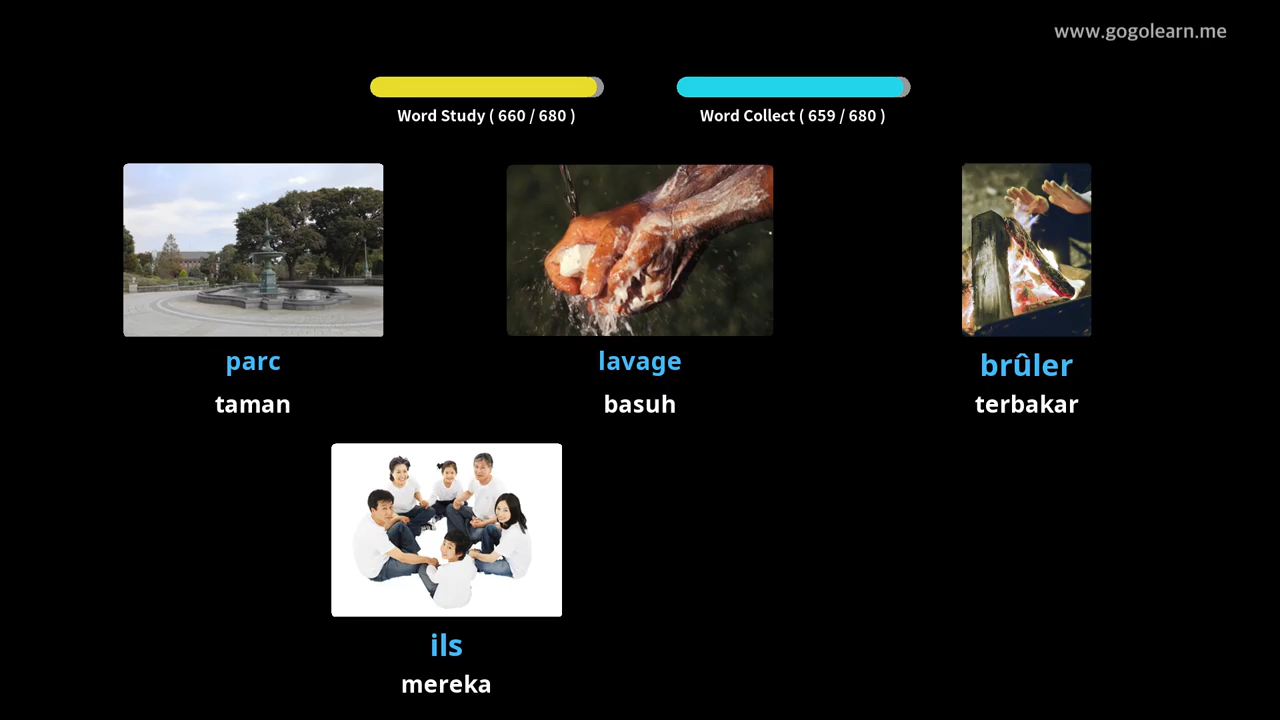 www.gogolearn.me
Word Study ( 660 / 680 )
Word Collect ( 659 / 680 )
parc
lavage
brûler
taman
basuh
terbakar
ils
mereka